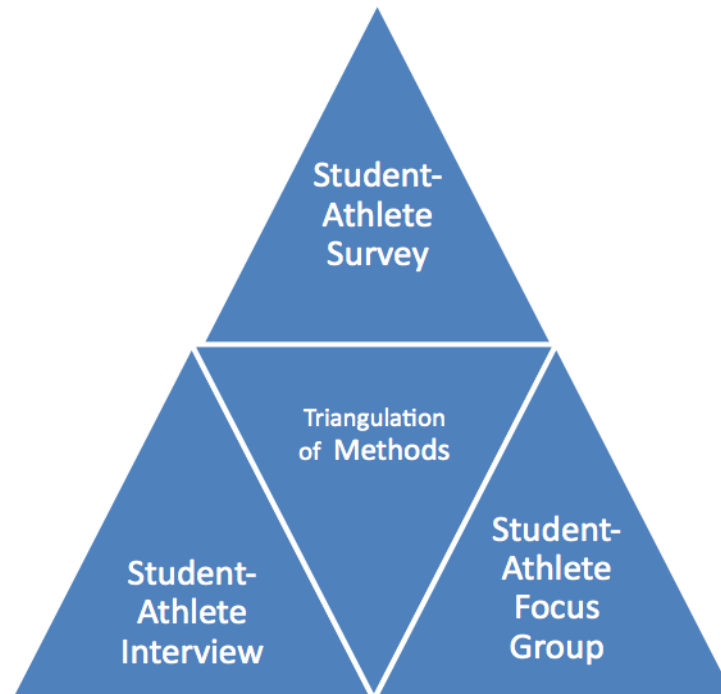 Student-
Athlete
Survey
Triangulation
of Methods
Student-
Athlete
Interview
Student-
Athlete
Focus
Group